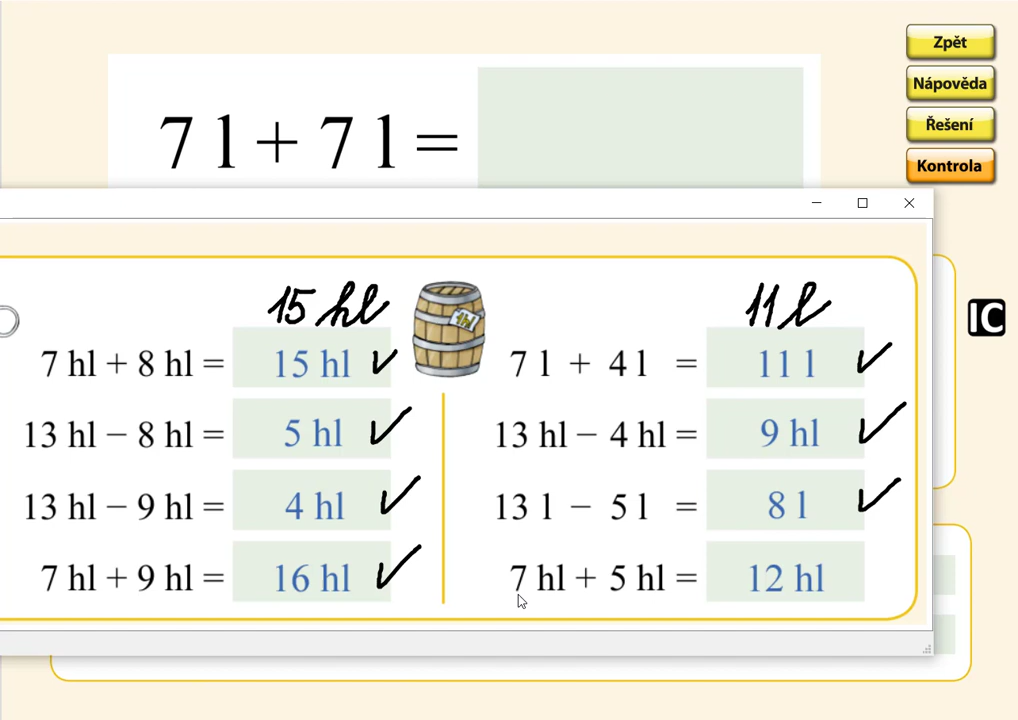 Zpět
Nápověda
Řešení
Kontrola
7 l + 7 l =
IC
15 hl
11 l
1hl
7 hl + 8 hl = 15 hl ✓
7 l + 4 l = 11 l ✓
13 hl − 8 hl = 5 hl ✓
13 hl − 4 hl = 9 hl ✓
13 hl − 9 hl = 4 hl ✓
13 l − 5 l = 8 l ✓
7 hl + 9 hl = 16 hl ✓
7 hl + 5 hl = 12 hl